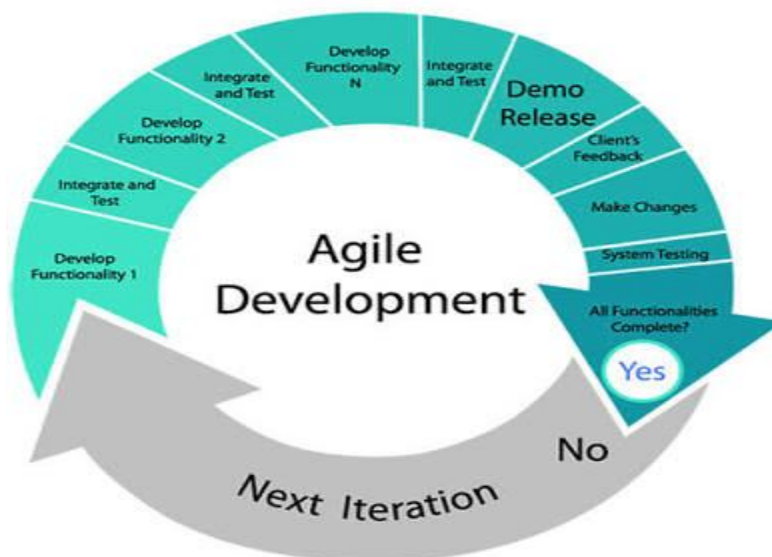 Develop
Functionality 1
Integrate and
Test
Develop
Functionality 2
Integrate
and Test
Develop
Functionality
N
Integrate
and Test
Demo
Release
Client's
Feedback
Make Changes
System Testing
All Functionalities
Complete?
Yes
No
Next Iteration
Agile
Development